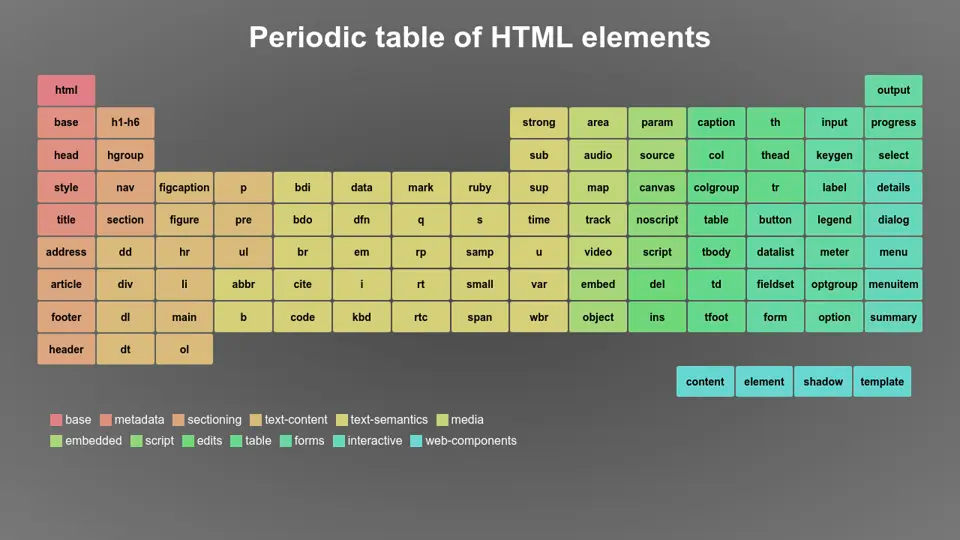 Periodic table of HTML elements
html output
base h1-h6 strong area param caption th input progress
head hgroup sub audio source col thead keygen select
style nav figcaption p bdi data mark ruby sup map canvas colgroup tr label details
title section figure pre bdo dfn q s time track noscript table button legend dialog
address dd hr ul br em rp samp u video script tbody datalist meter menu
article div li abbr cite i rt small var embed del td fieldset optgroup menuitem
footer dl main b code kbd rtc span wbr object ins tfoot form option summary
header dt ol
content element shadow template
base metadata sectioning text-content text-semantics media
embedded script edits table forms interactive web-components